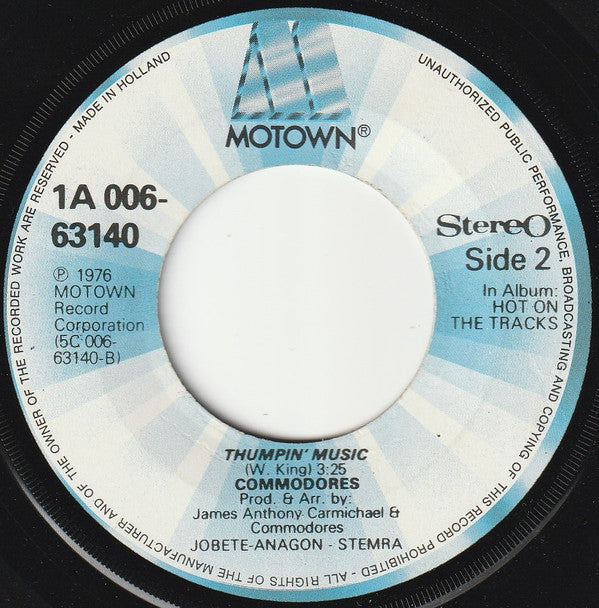 MOTOWN®
1A 006-
63140
℗ 1976
MOTOWN
Record
Corporation
(5C 006-
63140-B)
Stereo
Side 2
In Album:
HOT ON
THE TRACKS
THUMPIN' MUSIC
(W. King) 3:25
COMMODORES
Prod. & Arr. by:
James Anthony Carmichael &
Commodores
JOBETE-ANAGON - STEMRA
UNAUTHORIZED PUBLIC PERFORMANCE, BROADCASTING AND COPYING OF THIS RECORD PROHIBITED - ALL RIGHTS OF THE MANUFACTURER AND OF THE OWNER OF THE RECORDED WORK ARE RESERVED - MADE IN HOLLAND